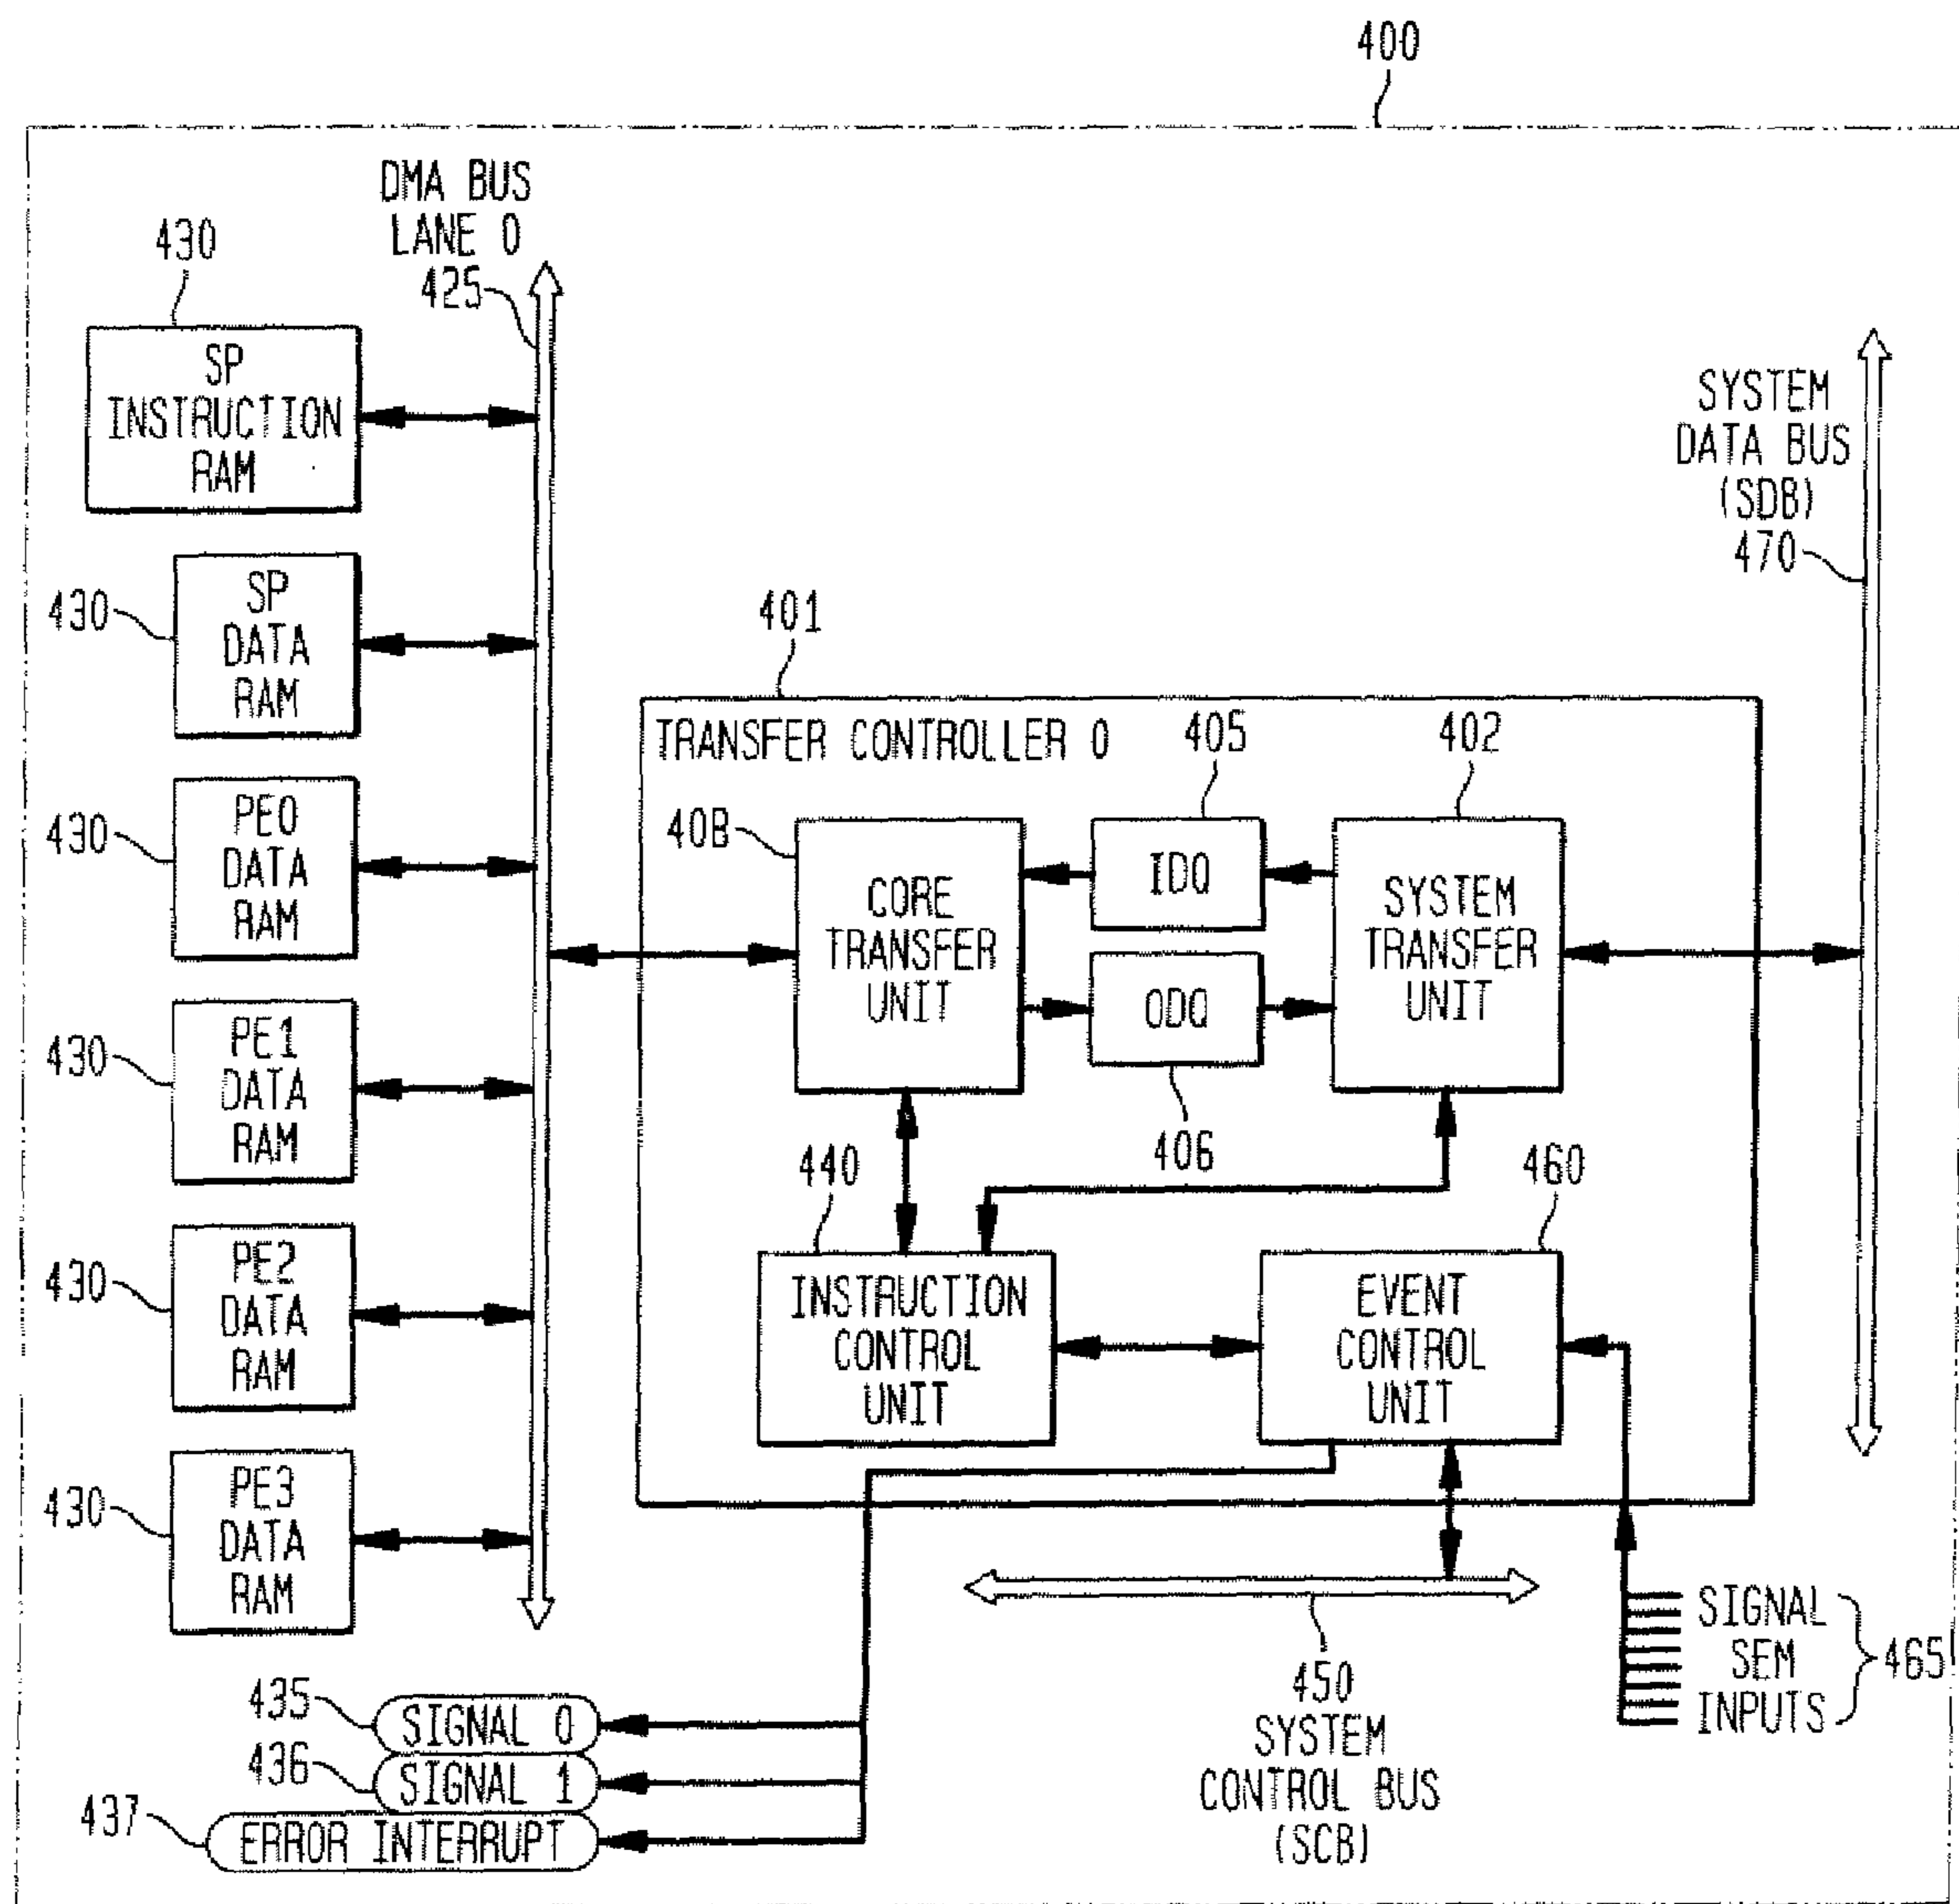 400
DMA BUS
LANE 0
425
430
SP
INSTRUCTION
RAM
SYSTEM
DATA BUS
(SDB)
470
430
SP
DATA
RAM
401
TRANSFER CONTROLLER 0
405
402
430
PE0
DATA
RAM
408
CORE
TRANSFER
UNIT
IDQ
ODQ
SYSTEM
TRANSFER
UNIT
430
PE1
DATA
RAM
406
440
460
430
PE2
DATA
RAM
INSTRUCTION
CONTROL
UNIT
EVENT
CONTROL
UNIT
430
PE3
DATA
RAM
SIGNAL
SEM
INPUTS
465
450
SYSTEM
CONTROL BUS
(SCB)
435
SIGNAL 0
436
SIGNAL 1
437
ERROR INTERRUPT